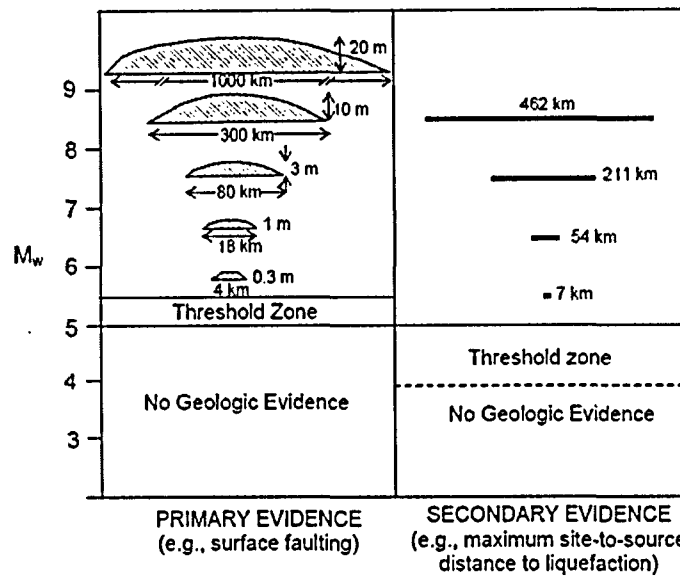 20 m
1000 km
9
10 m
462 km
300 km
8
3 m
211 km
80 km
7
1 m
54 km
18 km
Mw
6
0.3 m
7 km
4 km
Threshold Zone
5
Threshold zone
4
No Geologic Evidence
No Geologic Evidence
3
PRIMARY EVIDENCE
(e.g., surface faulting)
SECONDARY EVIDENCE
(e.g., maximum site-to-source
distance to liquefaction)